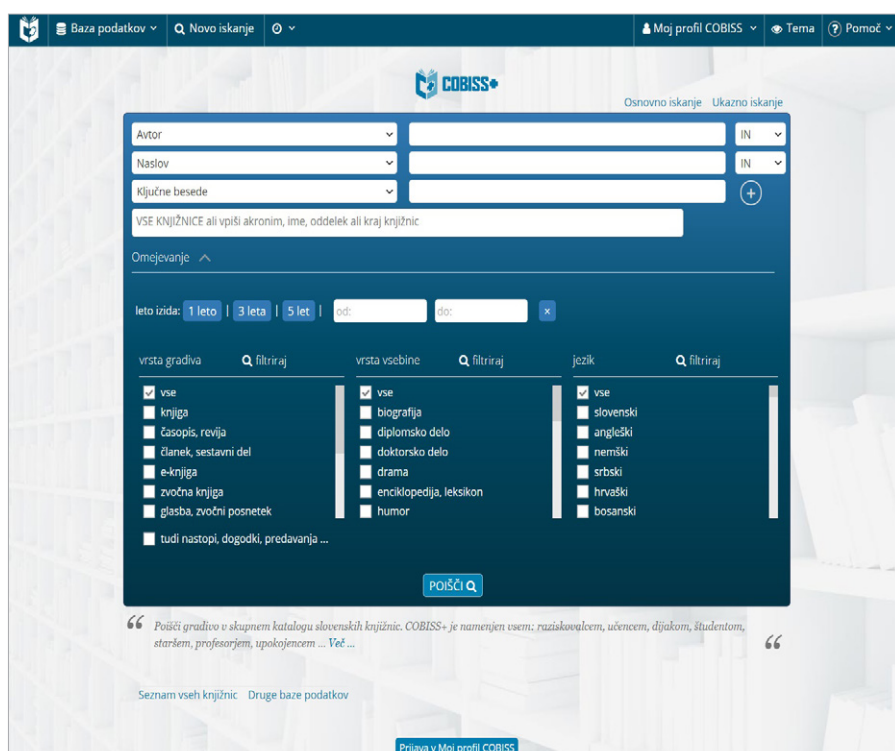 Baza podatkov Novo iskanje Moj profil COBISS Tema Pomoč
COBISS+
Osnovno iskanje Ukazno iskanje
Avtor IN
Naslov IN
Ključne besede
VSE KNJIŽNICE ali vpiši akronim, ime, oddelek ali kraj knjižnic
Omejevanje
leto izida: 1 leto | 3 leta | 5 let | od: do: x
vrsta gradiva filtriraj vrsta vsebine filtriraj jezik filtriraj
vse vse vse
knjiga biografija slovenski
časopis, revija diplomsko delo angleški
članek, sestavni del doktorsko delo nemški
e-knjiga drama srbski
zvočna knjiga enciklopedija, leksikon hrvaški
glasba, zvočni posnetek humor bosanski
tudi nastopi, dogodki, predavanja ...
POIŠČI
“ Poišči gradivo v skupnem katalogu slovenskih knjižnic. COBISS+ je namenjen vsem: raziskovalcem, učencem, dijakom, študentom,
staršem, profesorjem, upokojencem ... Več ... “
Seznam vseh knjižnic Druge baze podatkov
Prijava v Moj profil COBISS